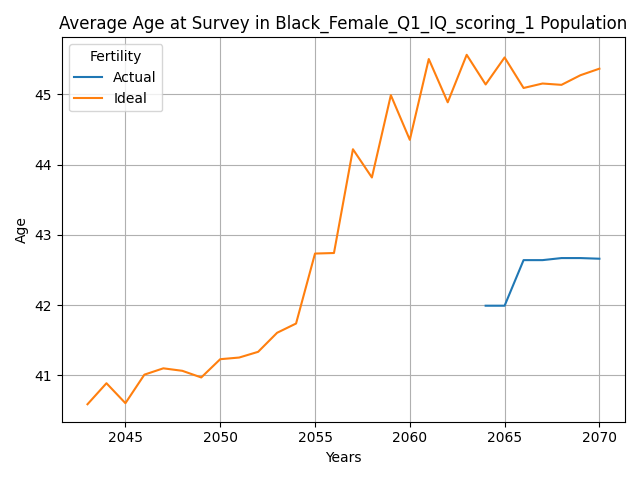 Average Age at Survey in Black_Female_Q1_IQ_scoring_1 Population
Fertility
Actual
Ideal
45
44
43
42
41
Age
2045 2050 2055 2060 2065 2070
Years